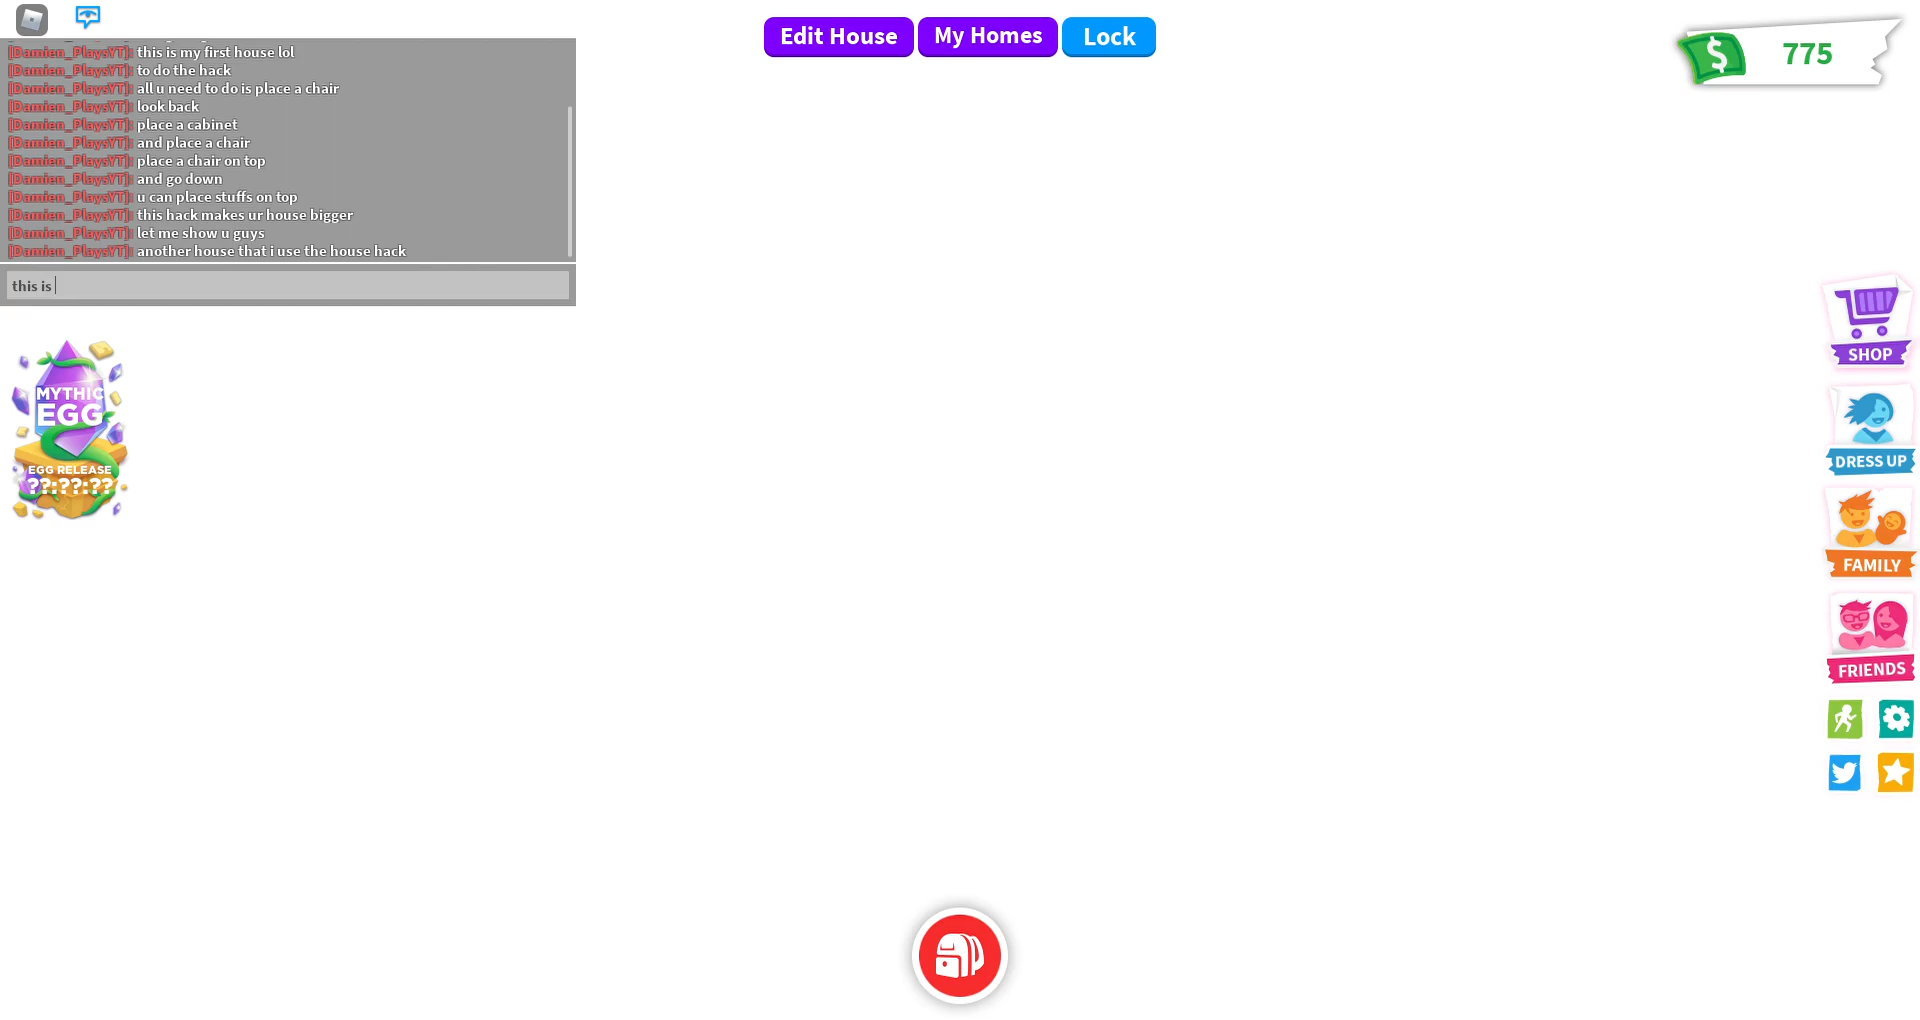 Edit House
My Homes
Lock
775
[Damien_PlaysYT]: this is my first house lol
[Damien_PlaysYT]: to do the hack
[Damien_PlaysYT]: all u need to do is place a chair
[Damien_PlaysYT]: look back
[Damien_PlaysYT]: place a cabinet
[Damien_PlaysYT]: and place a chair
[Damien_PlaysYT]: place a chair on top
[Damien_PlaysYT]: and go down
[Damien_PlaysYT]: u can place stuffs on top
[Damien_PlaysYT]: this hack makes ur house bigger
[Damien_PlaysYT]: let me show u guys
[Damien_PlaysYT]: another house that i use the house hack
this is
MYTHIC
EGG
EGG RELEASE
??:??:??
SHOP
DRESS UP
FAMILY
FRIENDS